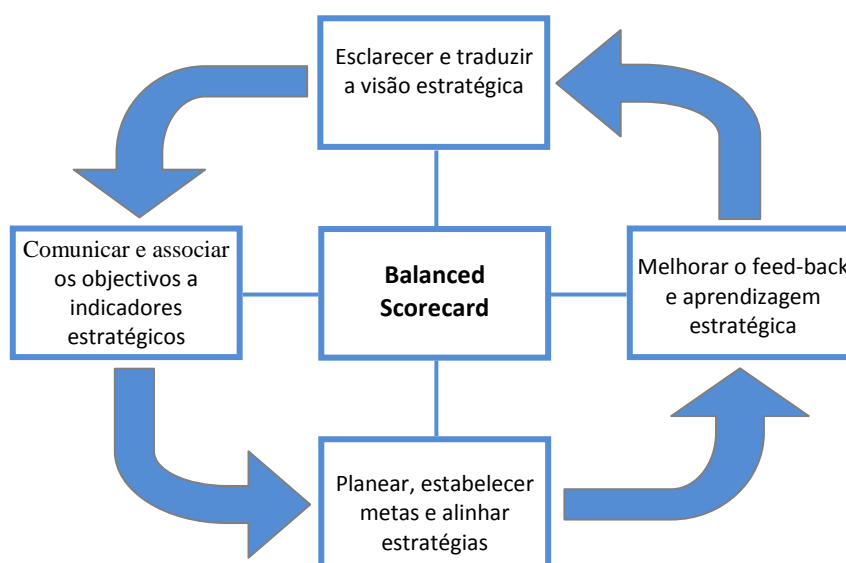 Esclarecer e traduzir
a visão estratégica
Comunicar e associar
os objectivos a
indicadores
estratégicos
Balanced
Scorecard
Melhorar o feed-back
e aprendizagem
estratégica
Planear, estabelecer
metas e alinhar
estratégias